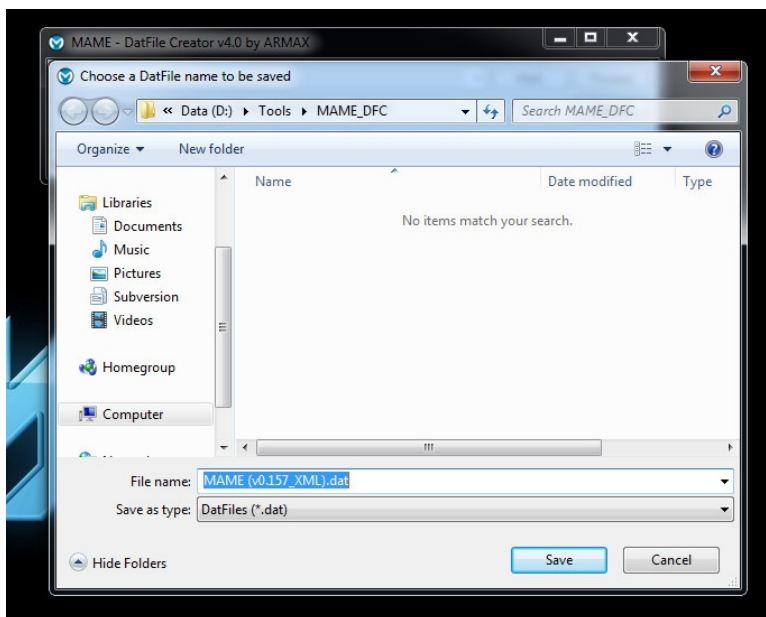 MAME - DatFile Creator v4.0 by ARMAX
Choose a DatFile name to be saved
« Data (D:) ▸ Tools ▸ MAME_DFC
Search MAME_DFC
Organize
New folder
Name
Date modified
Type
No items match your search.
Libraries
Documents
Music
Pictures
Subversion
Videos
Homegroup
Computer
File name: MAME (v0.157_XML).dat
Save as type: DatFiles (*.dat)
Hide Folders
Save
Cancel